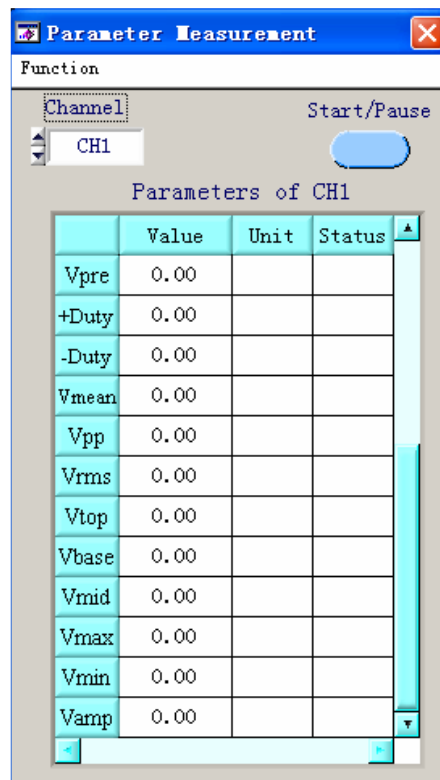 Parameter Measurement
Function
Channel Start/Pause
CH1
Parameters of CH1
Value Unit Status
Vpre 0.00
+Duty 0.00
-Duty 0.00
Vmean 0.00
Vpp 0.00
Vrms 0.00
Vtop 0.00
Vbase 0.00
Vmid 0.00
Vmax 0.00
Vmin 0.00
Vamp 0.00